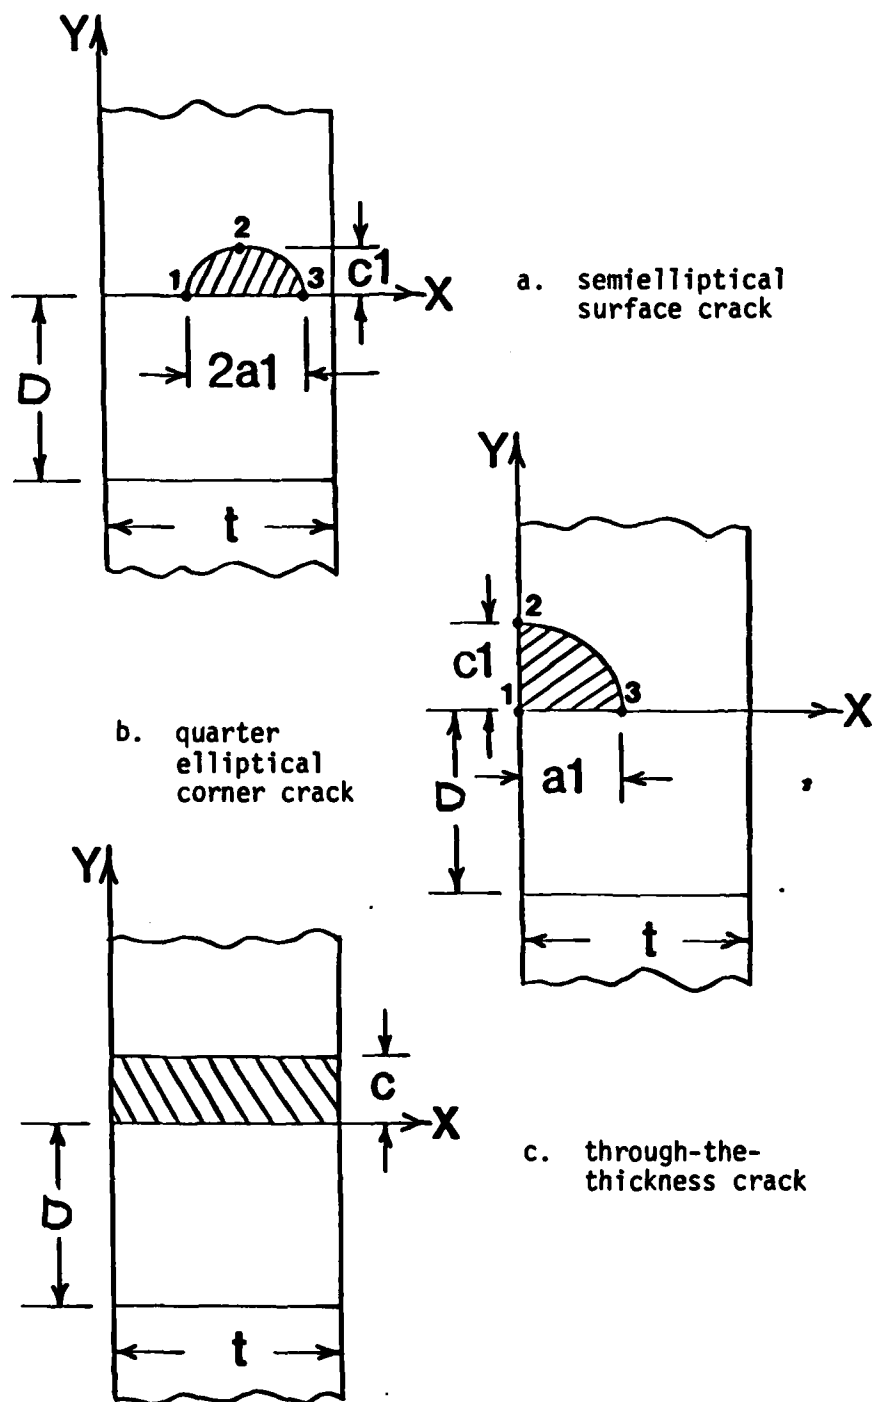 Y
2
1
3
c1
X
a. semielliptical
surface crack
2a1
D
t
Y
2
c1
1
3
X
b. quarter
elliptical
corner crack
a1
D
t
Y
c
X
c. through-the-
thickness crack
D
t